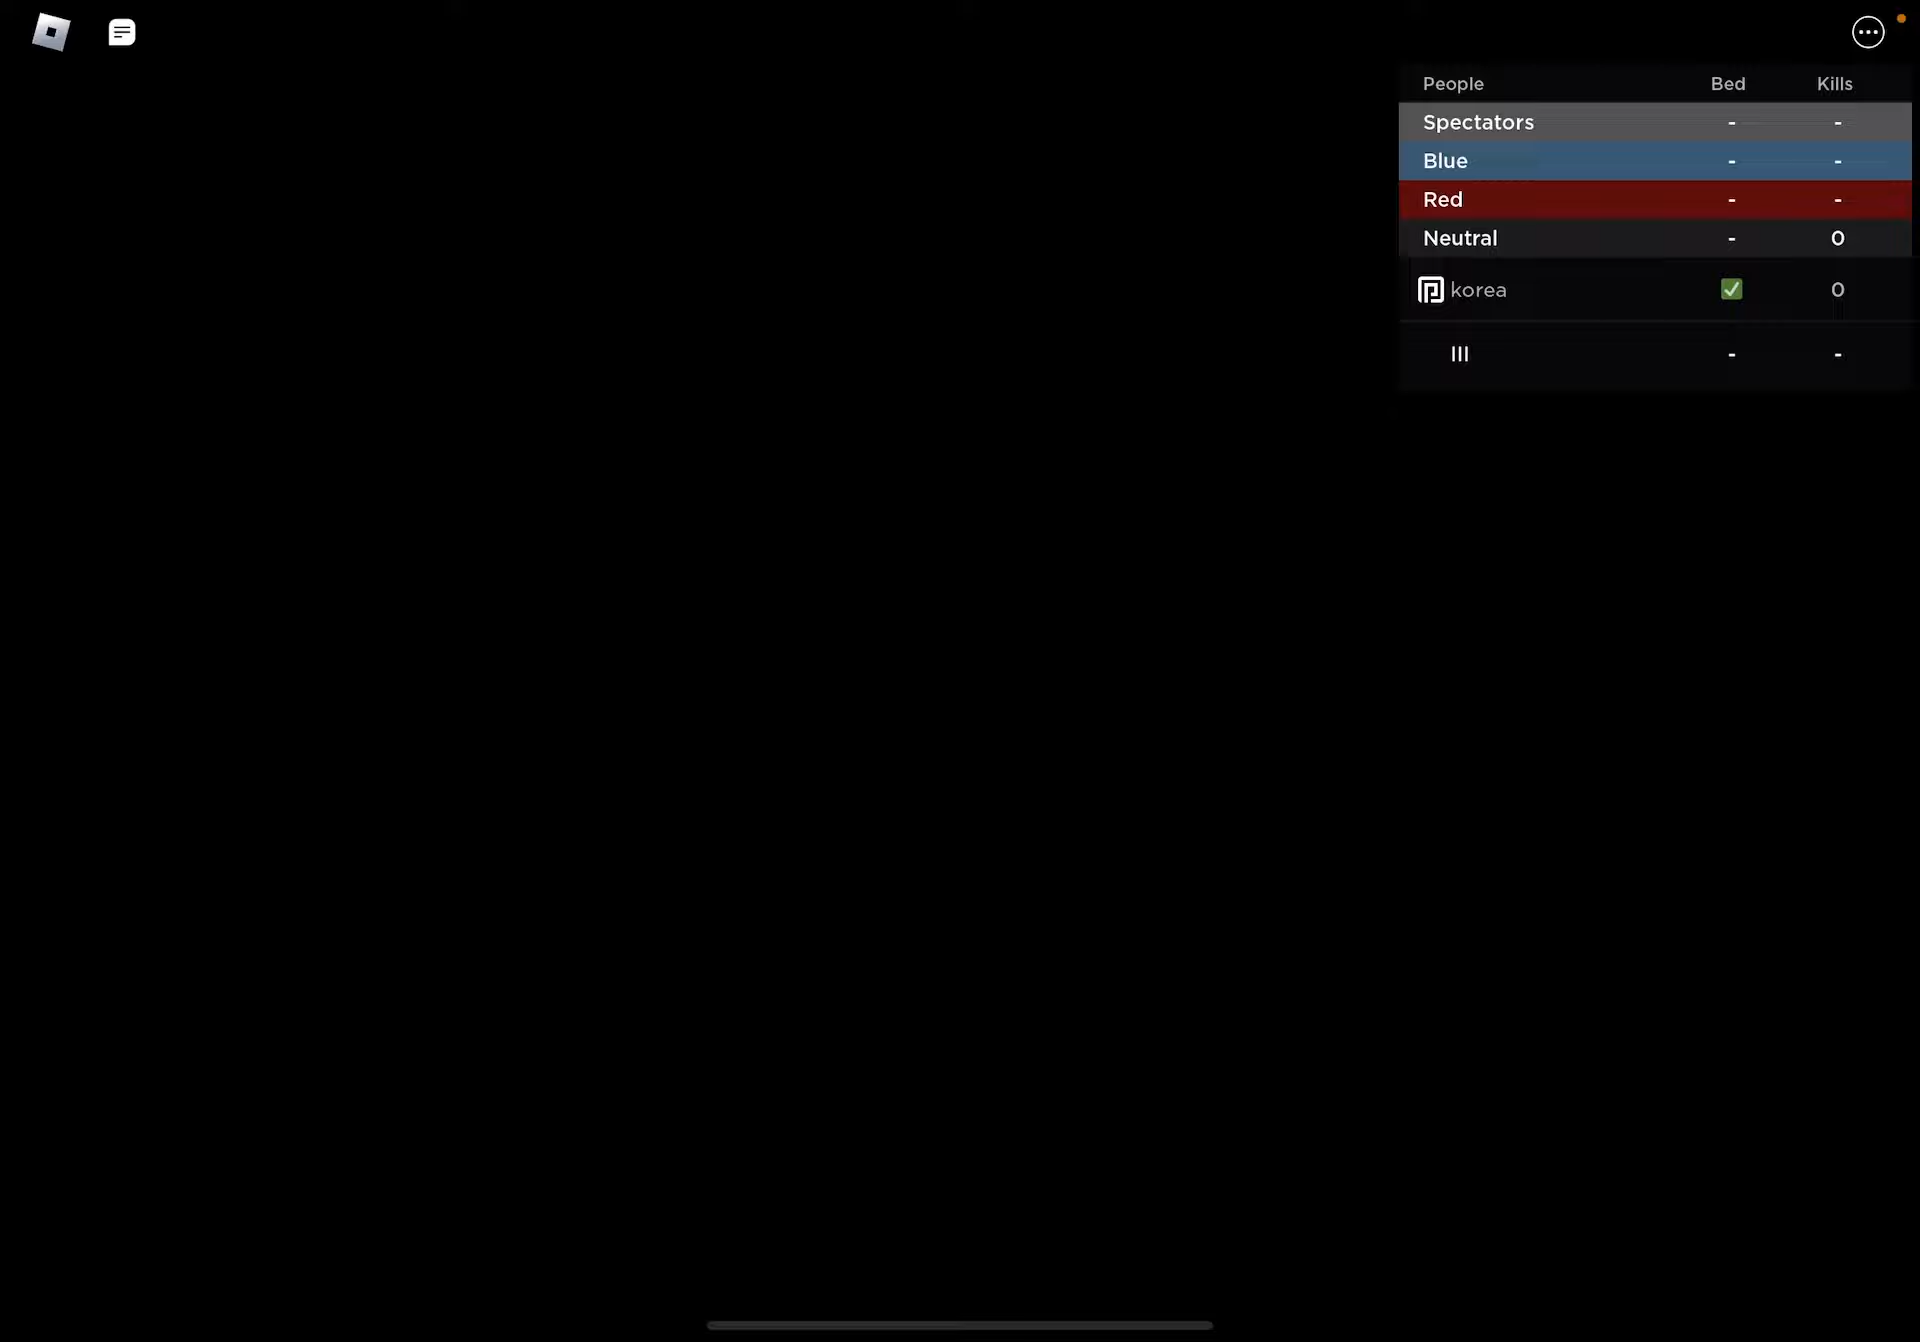 People Bed Kills
Spectators - -
Blue - -
Red - -
Neutral - 0
korea ✅ 0
III - -